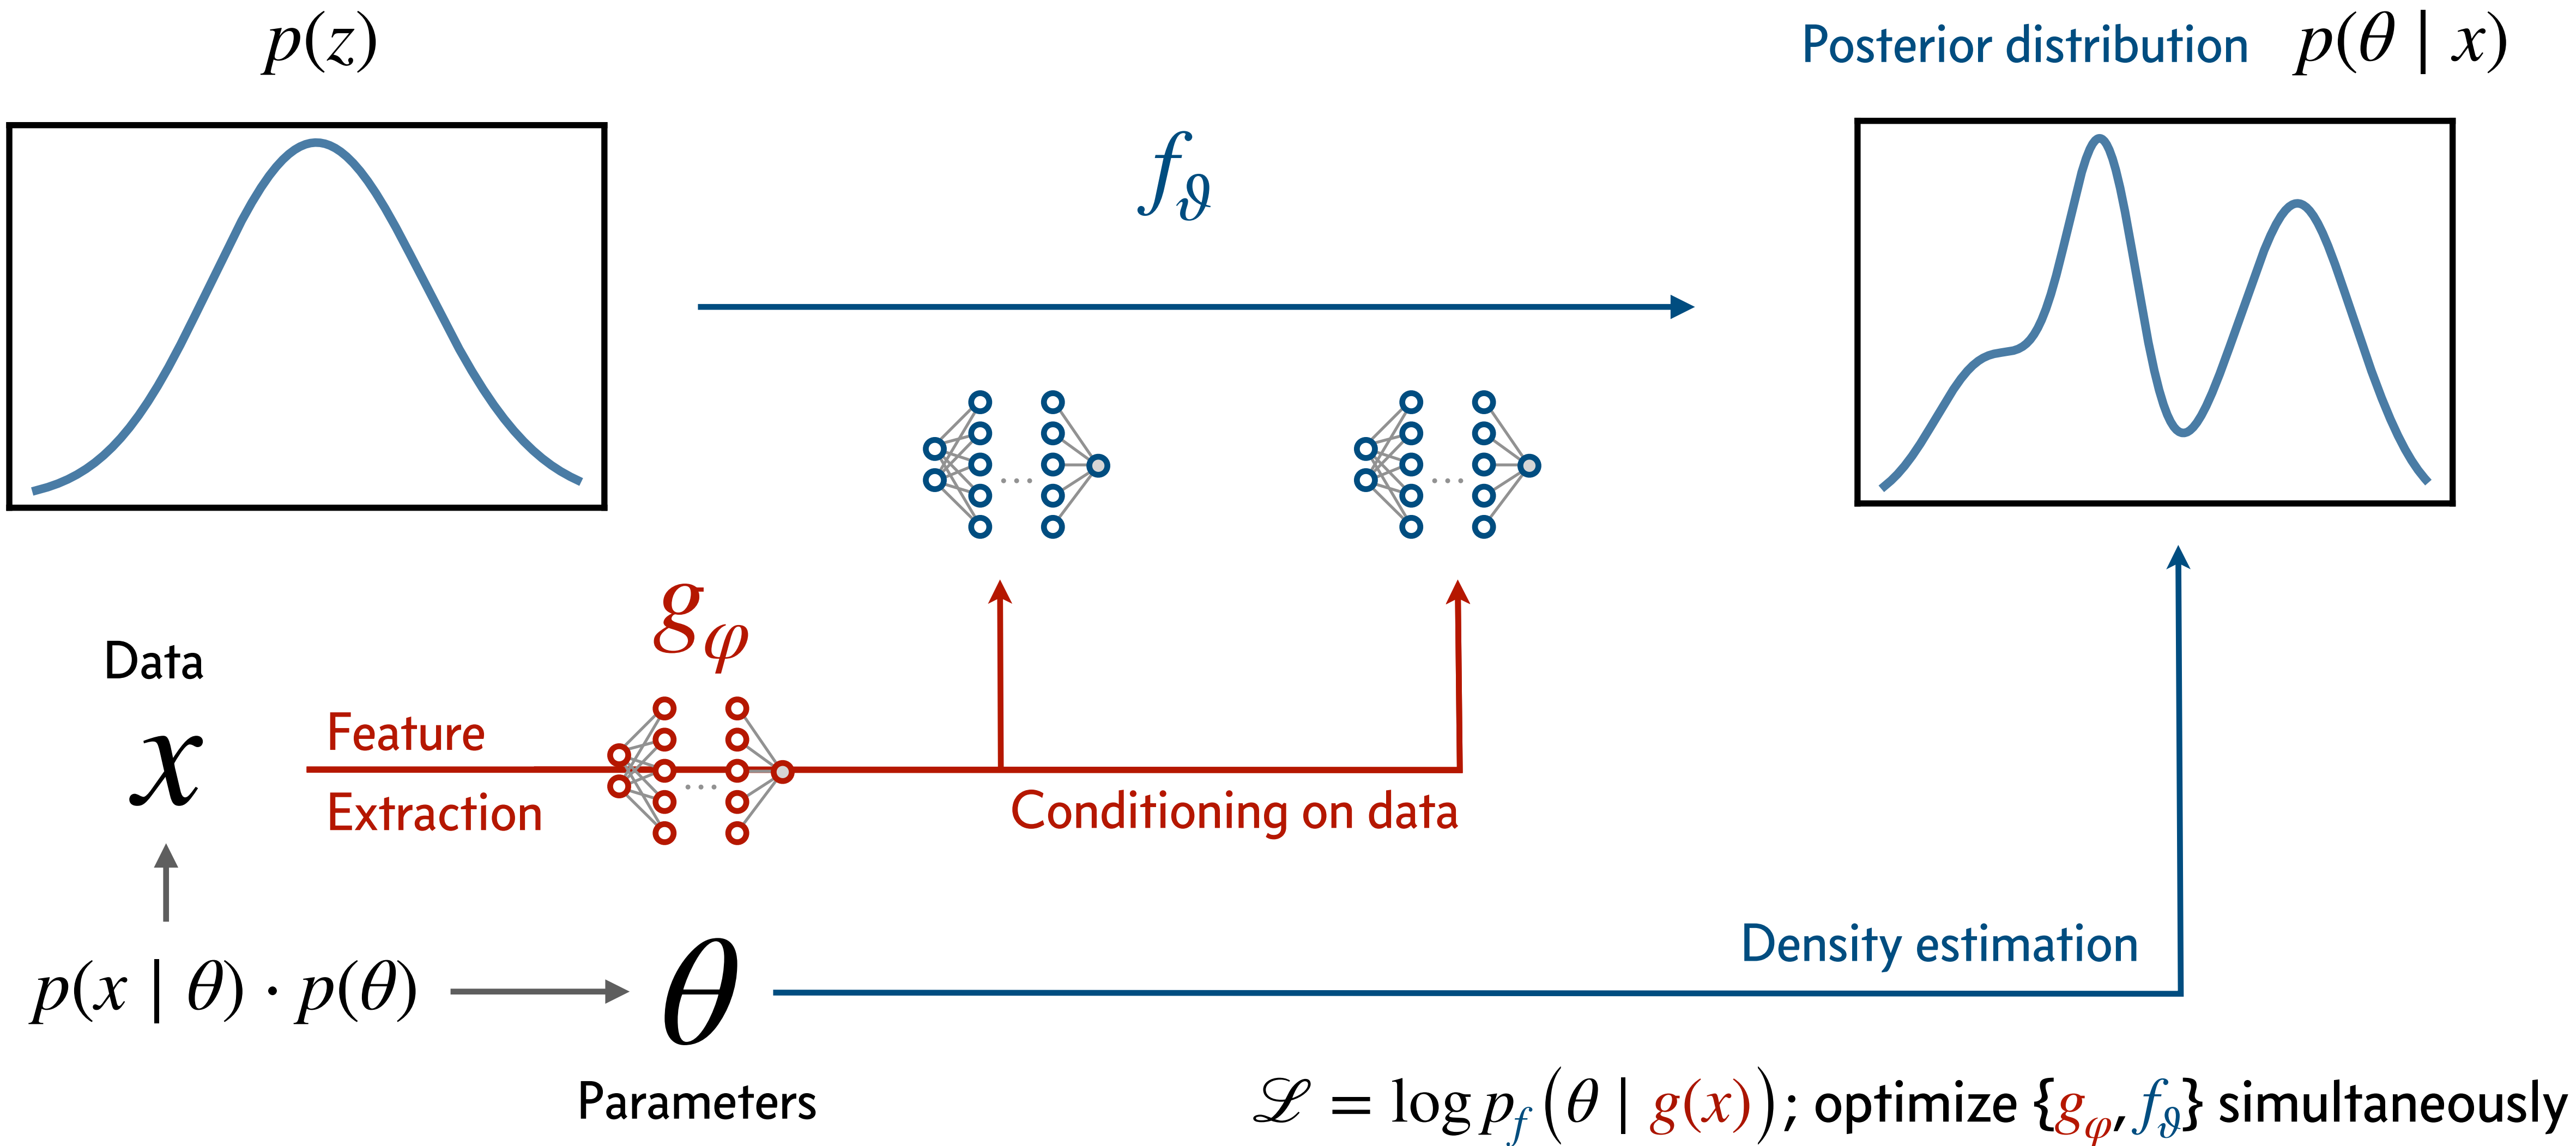 p(z)
Posterior distribution p(θ | x)
f_ϑ
g_φ
Data
x
Feature
Extraction
Conditioning on data
Density estimation
p(x | θ) · p(θ)
θ
Parameters
ℒ = log p_f (θ | g(x)); optimize {g_φ, f_ϑ} simultaneously